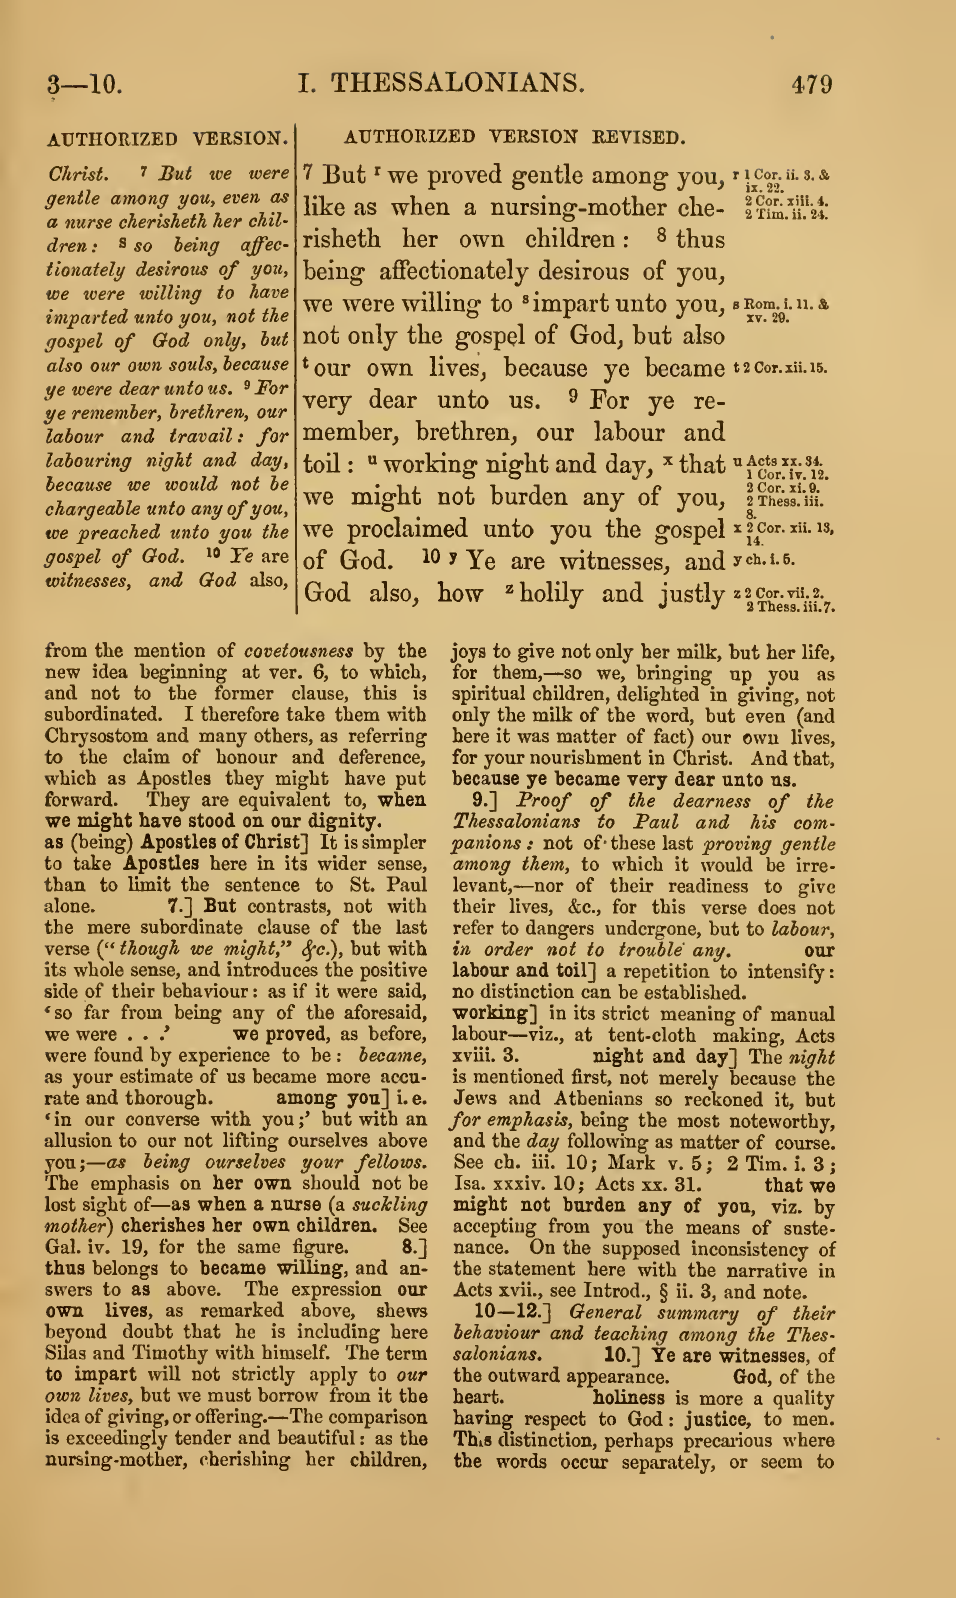 3—10.
I. THESSALONIANS.
479
AUTHORIZED VERSION.
Christ. 7 But we were
gentle among you, even as
a nurse cherisheth her chil-
dren: 8 so being affec-
tionately desirous of you,
we were willing to have
imparted unto you, not the
gospel of God only, but
also our own souls, because
ye were dear unto us. 9 For
ye remember, brethren, our
labour and travail: for
labouring night and day,
because we would not be
chargeable unto any of you,
we preached unto you the
gospel of God. 10 Ye are
witnesses, and God also,
AUTHORIZED VERSION REVISED.
7 But r we proved gentle among you,
like as when a nursing-mother che-
risheth her own children: 8 thus
being affectionately desirous of you,
we were willing to s impart unto you,
not only the gospel of God, but also
t our own lives, because ye became
very dear unto us. 9 For ye re-
member, brethren, our labour and
toil: u working night and day, x that
we might not burden any of you,
we proclaimed unto you the gospel
of God. 10 y Ye are witnesses, and
God also, how z holily and justly
r 1 Cor. ii. 3. &
ix. 22.
2 Cor. xiii. 4.
2 Tim. ii. 24.
s Rom. i. 11. &
xv. 29.
t 2 Cor. xii. 15.
u Acts xx. 34.
1 Cor. iv. 12.
2 Cor. xi. 9.
2 Thess. iii.
8.
x 2 Cor. xii. 13,
14.
y ch. i. 5.
z 2 Cor. vii. 2.
2 Thess. iii. 7.
from the mention of covetousness by the
new idea beginning at ver. 6, to which,
and not to the former clause, this is
subordinated. I therefore take them with
Chrysostom and many others, as referring
to the claim of honour and deference,
which as Apostles they might have put
forward. They are equivalent to, when
we might have stood on our dignity.
as (being) Apostles of Christ] It is simpler
to take Apostles here in its wider sense,
than to limit the sentence to St. Paul
alone. 7.] But contrasts, not with
the mere subordinate clause of the last
verse (“though we might,” &c.), but with
its whole sense, and introduces the positive
side of their behaviour: as if it were said,
‘so far from being any of the aforesaid,
we were . . .’ we proved, as before,
were found by experience to be: became,
as your estimate of us became more accu-
rate and thorough. among you] i. e.
‘in our converse with you;’ but with an
allusion to our not lifting ourselves above
you;—as being ourselves your fellows.
The emphasis on her own should not be
lost sight of—as when a nurse (a suckling
mother) cherishes her own children. See
Gal. iv. 19, for the same figure. 8.]
thus belongs to became willing, and an-
swers to as above. The expression our
own lives, as remarked above, shews
beyond doubt that he is including here
Silas and Timothy with himself. The term
to impart will not strictly apply to our
own lives, but we must borrow from it the
idea of giving, or offering.—The comparison
is exceedingly tender and beautiful: as the
nursing-mother, cherishing her children,
joys to give not only her milk, but her life,
for them,—so we, bringing up you as
spiritual children, delighted in giving, not
only the milk of the word, but even (and
here it was matter of fact) our own lives,
for your nourishment in Christ. And that,
because ye became very dear unto us.
9.] Proof of the dearness of the
Thessalonians to Paul and his com-
panions: not of these last proving gentle
among them, to which it would be irre-
levant,—nor of their readiness to give
their lives, &c., for this verse does not
refer to dangers undergone, but to labour,
in order not to trouble any. our
labour and toil] a repetition to intensify:
no distinction can be established.
working] in its strict meaning of manual
labour—viz., at tent-cloth making, Acts
xviii. 3. night and day] The night
is mentioned first, not merely because the
Jews and Athenians so reckoned it, but
for emphasis, being the most noteworthy,
and the day following as matter of course.
See ch. iii. 10; Mark v. 5; 2 Tim. i. 3;
Isa. xxxiv. 10; Acts xx. 31. that we
might not burden any of you, viz. by
accepting from you the means of suste-
nance. On the supposed inconsistency of
the statement here with the narrative in
Acts xvii., see Introd., § ii. 3, and note.
10—12.] General summary of their
behaviour and teaching among the Thes-
salonians. 10.] Ye are witnesses, of
the outward appearance. God, of the
heart. holiness is more a quality
having respect to God: justice, to men.
This distinction, perhaps precarious where
the words occur separately, or seem to